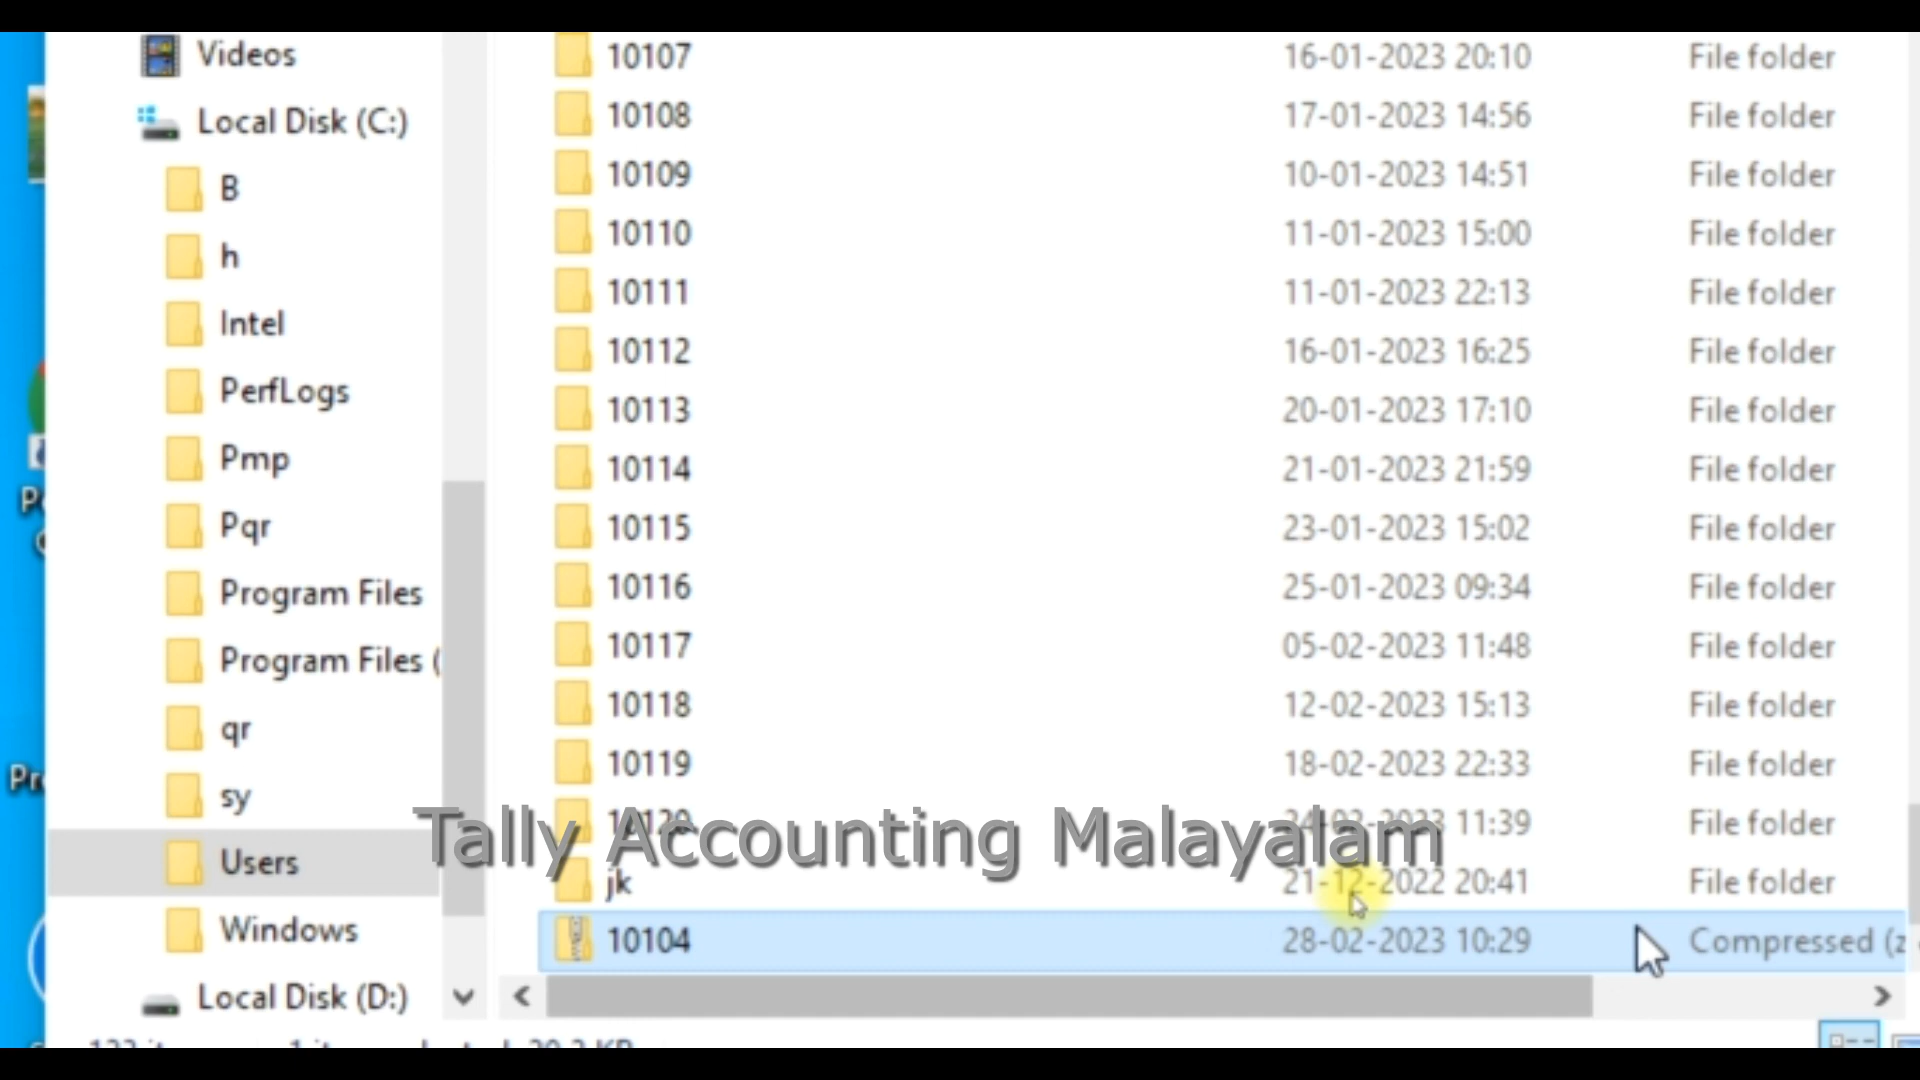 Videos
Local Disk (C:)
B
h
Intel
PerfLogs
Pmp
Pqr
Program Files
Program Files (
qr
sy
Users
Windows
Local Disk (D:)
10107 16-01-2023 20:10 File folder
10108 17-01-2023 14:56 File folder
10109 10-01-2023 14:51 File folder
10110 11-01-2023 15:00 File folder
10111 11-01-2023 22:13 File folder
10112 16-01-2023 16:25 File folder
10113 20-01-2023 17:10 File folder
10114 21-01-2023 21:59 File folder
10115 23-01-2023 15:02 File folder
10116 25-01-2023 09:34 File folder
10117 05-02-2023 11:48 File folder
10118 12-02-2023 15:13 File folder
10119 18-02-2023 22:33 File folder
10120 24-02-2023 11:39 File folder
Tally Accounting Malayalam
jk 21-12-2022 20:41 File folder
10104 28-02-2023 10:29 Compressed (z